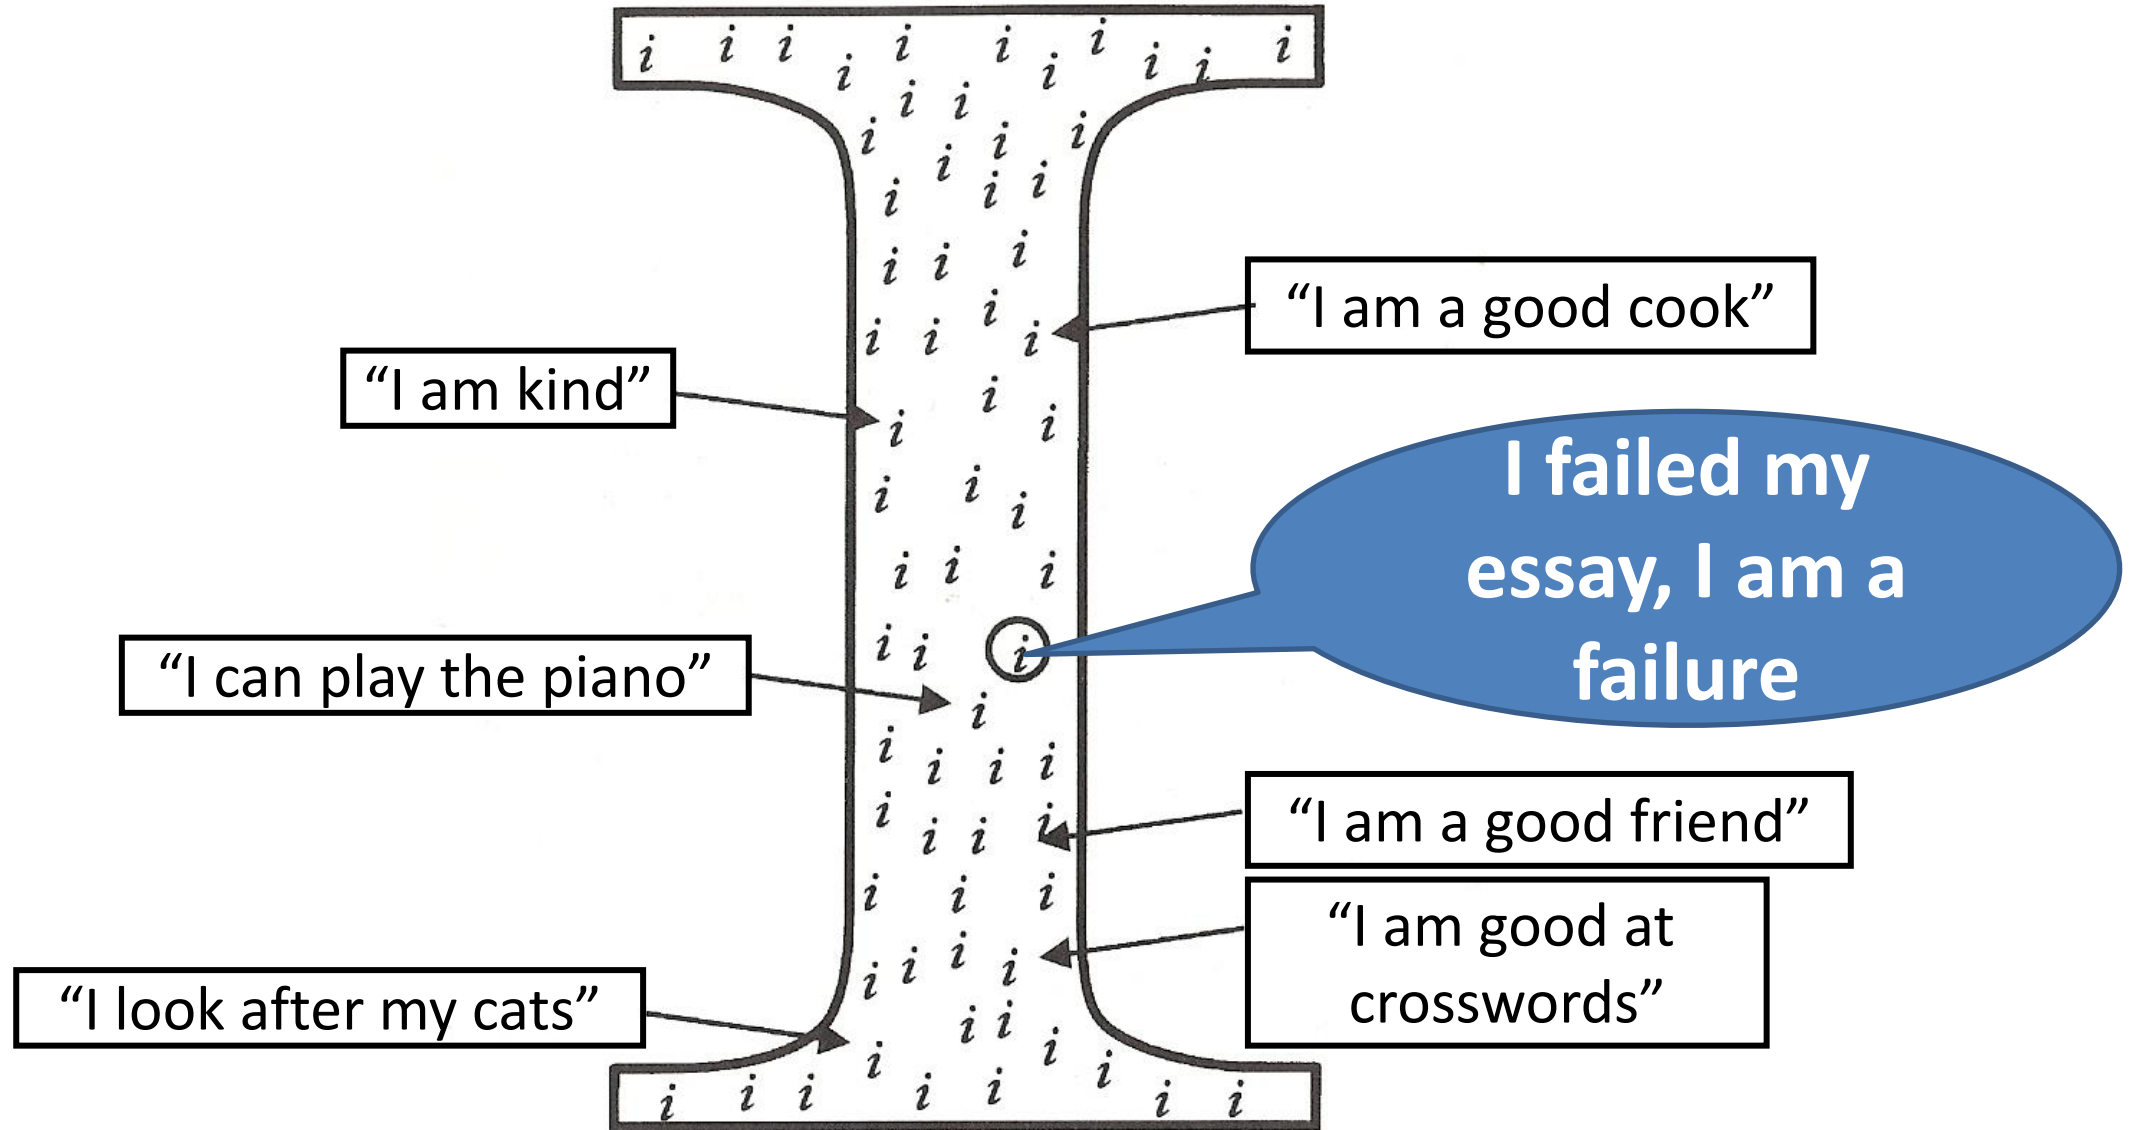 “I am a good cook”
“I am kind”
I failed my
essay, I am a
failure
“I can play the piano”
“I am a good friend”
“I am good at
crosswords”
“I look after my cats”